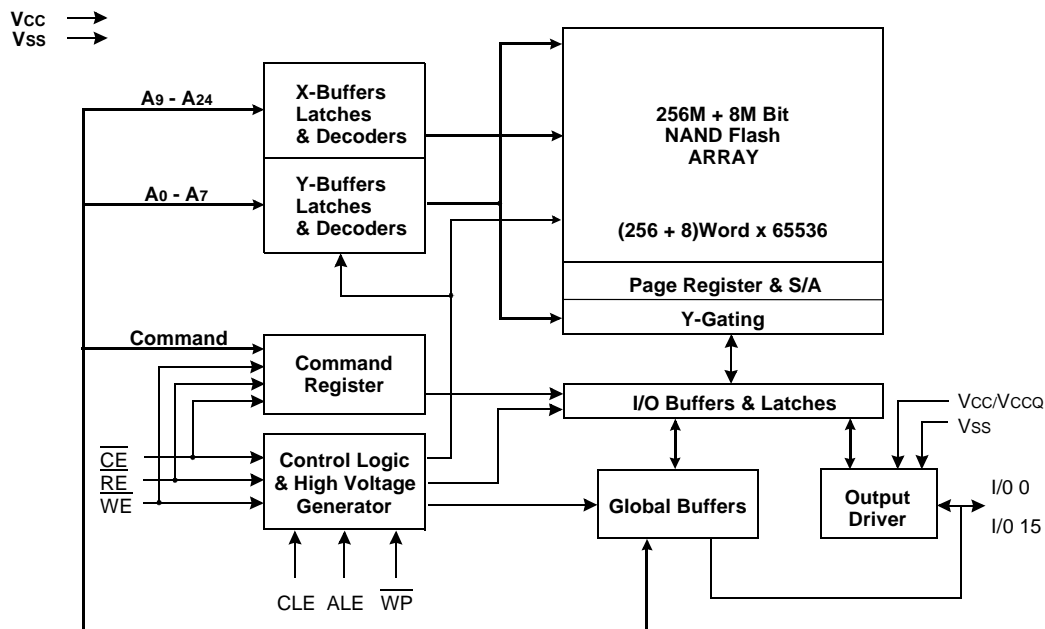 VCC
VSS
A9 - A24
X-Buffers
Latches
& Decoders
A0 - A7
Y-Buffers
Latches
& Decoders
256M + 8M Bit
NAND Flash
ARRAY
(256 + 8)Word x 65536
Page Register & S/A
Y-Gating
Command
Command
Register
I/O Buffers & Latches
VCC/VCCQ
VSS
CE
RE
WE
Control Logic
& High Voltage
Generator
Global Buffers
Output
Driver
I/0 0
I/0 15
CLE
ALE
WP